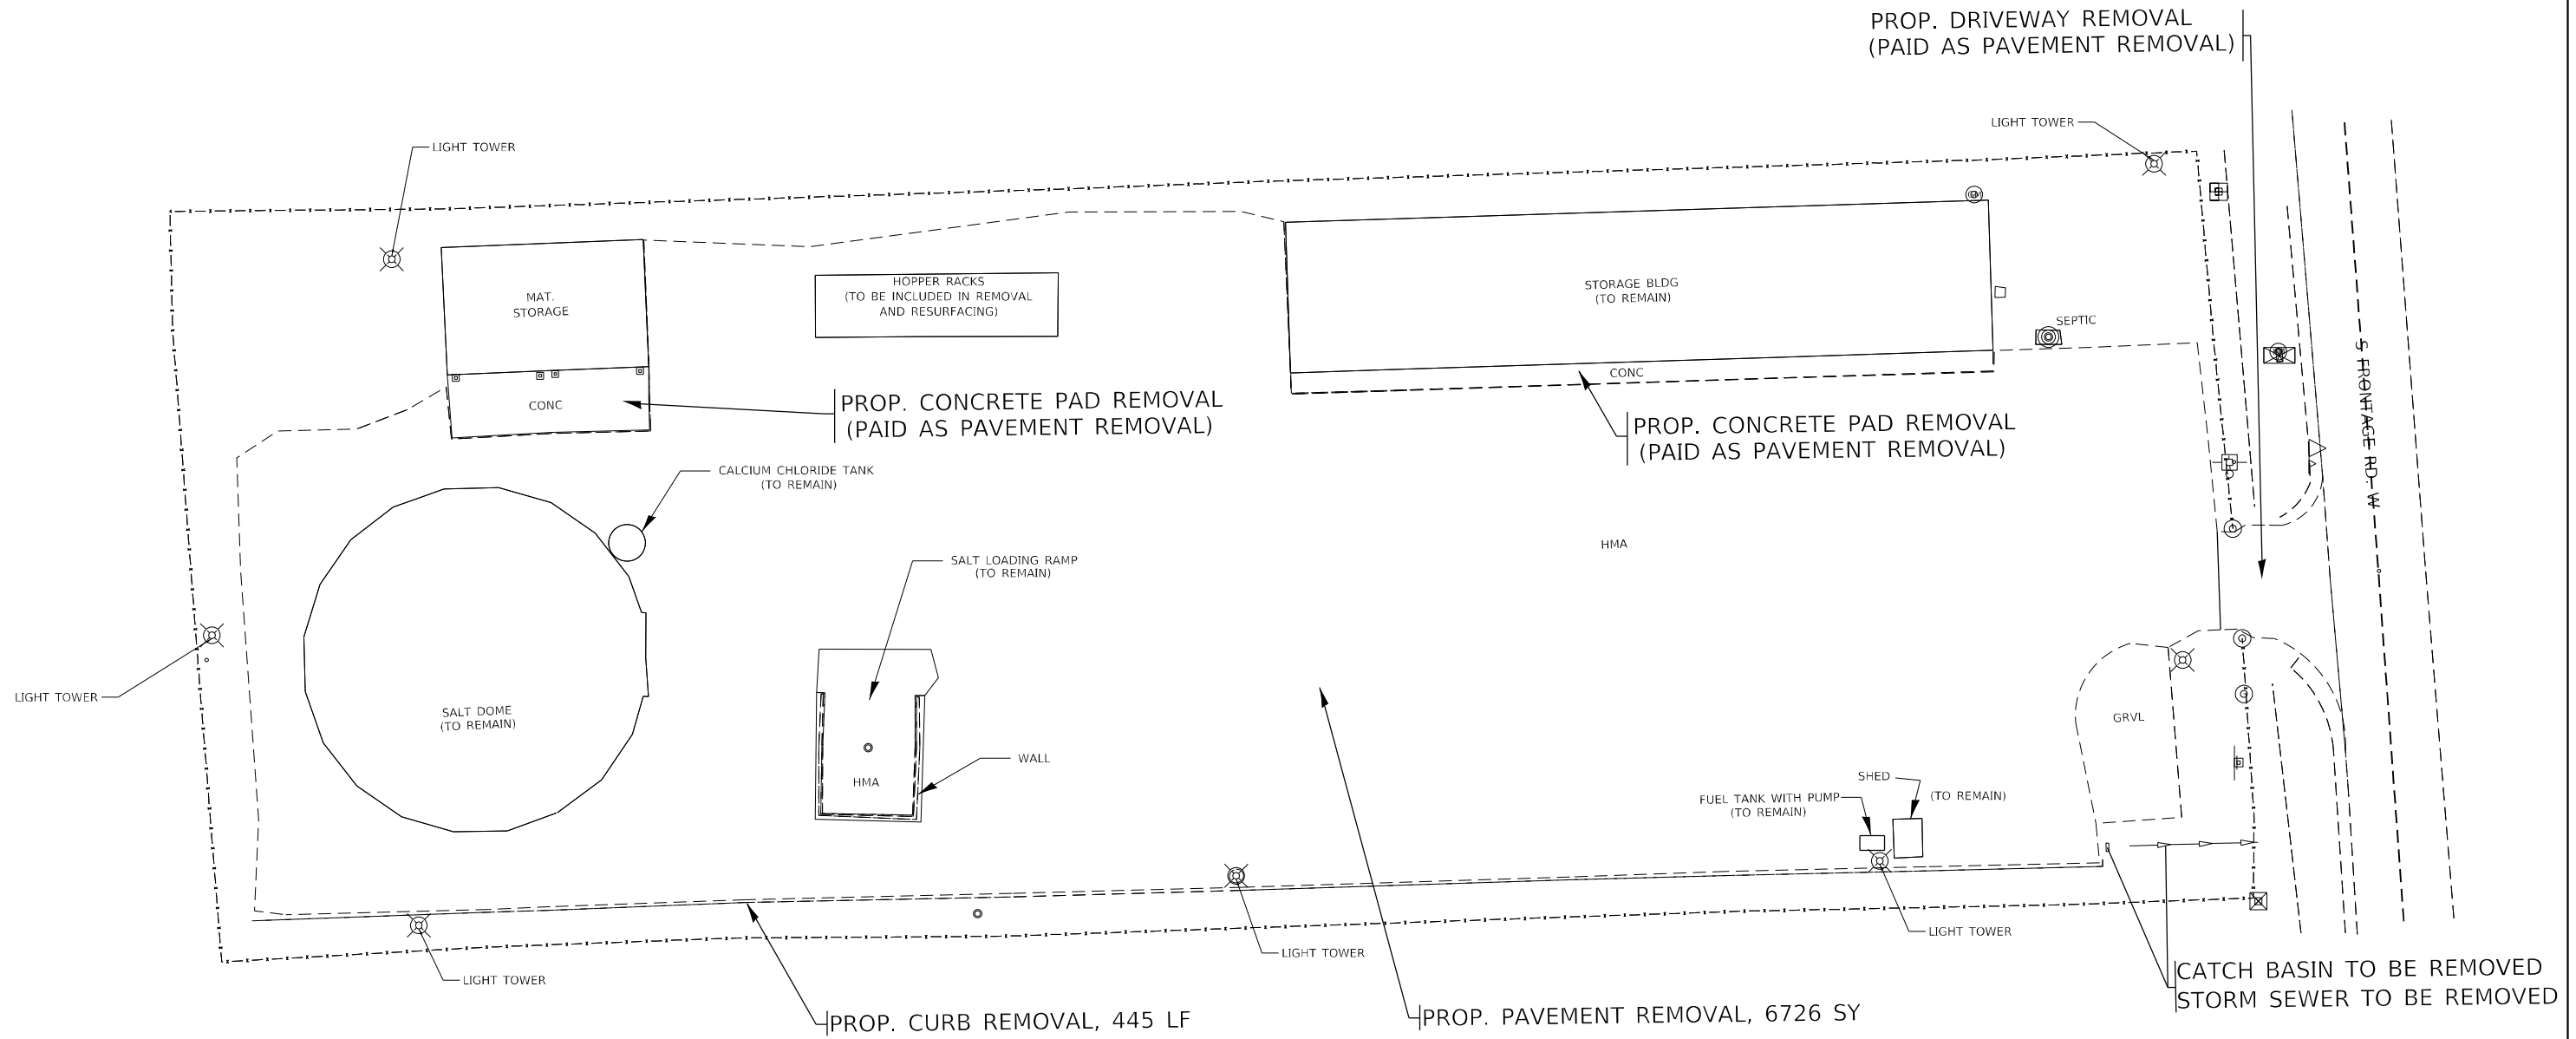 PROP. DRIVEWAY REMOVAL
(PAID AS PAVEMENT REMOVAL)
LIGHT TOWER
LIGHT TOWER
MAT.
STORAGE
HOPPER RACKS
(TO BE INCLUDED IN REMOVAL
AND RESURFACING)
STORAGE BLDG
(TO REMAIN)
SEPTIC
S FRONTAGE RD. W
CONC
CONC
PROP. CONCRETE PAD REMOVAL
(PAID AS PAVEMENT REMOVAL)
PROP. CONCRETE PAD REMOVAL
(PAID AS PAVEMENT REMOVAL)
CALCIUM CHLORIDE TANK
(TO REMAIN)
HMA
SALT LOADING RAMP
(TO REMAIN)
LIGHT TOWER
SALT DOME
(TO REMAIN)
GRVL
WALL
HMA
SHED
(TO REMAIN)
FUEL TANK WITH PUMP
(TO REMAIN)
LIGHT TOWER
LIGHT TOWER
LIGHT TOWER
CATCH BASIN TO BE REMOVED
STORM SEWER TO BE REMOVED
PROP. CURB REMOVAL, 445 LF
PROP. PAVEMENT REMOVAL, 6726 SY